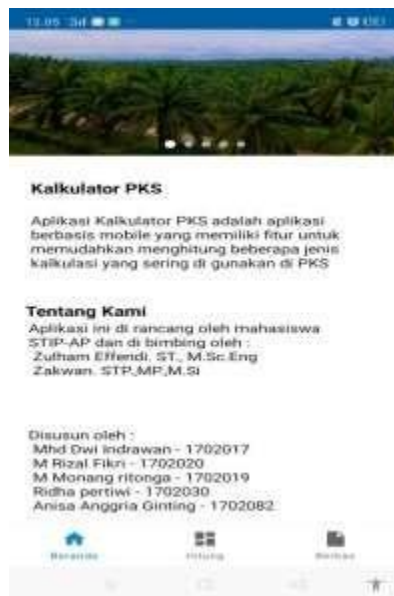 Kalkulator PKS
Aplikasi Kalkulator PKS adalah aplikasi
berbasis mobile yang memiliki fitur untuk
memudahkan menghitung beberapa jenis
kalkulasi yang sering di gunakan di PKS
Tentang Kami
Aplikasi ini di rancang oleh mahasiswa
STIP-AP dan di bimbing oleh :
Zulham Effendi. ST., M.Sc.Eng
Zakwan. STP,MP,M.Si
Disusun oleh :
Mhd Dwi Indrawan - 1702017
M Rizal Fikri - 1702020
M Monang ritonga - 1702019
Ridha pertiwi - 1702030
Anisa Anggria Ginting - 1702082
Beranda
Hitung